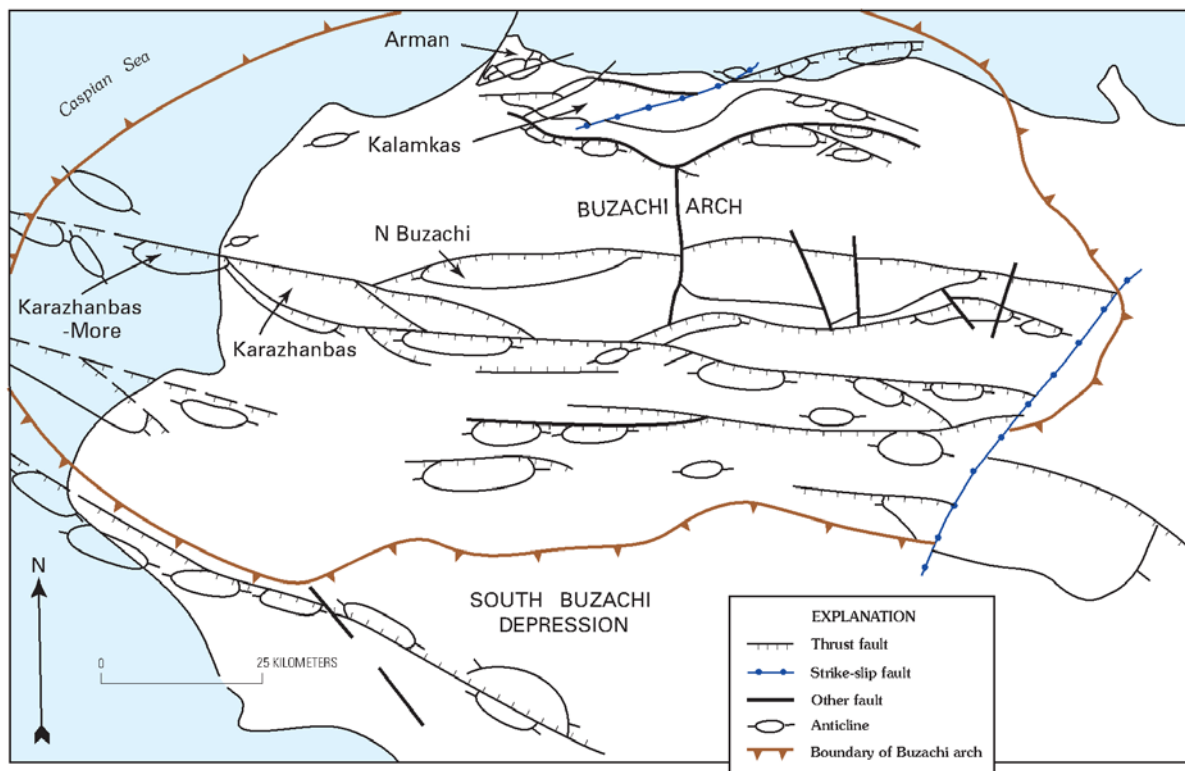 Arman
Caspian Sea
Kalamkas
BUZACHI ARCH
N Buzachi
Karazhanbas
-More
Karazhanbas
N
SOUTH BUZACHI
DEPRESSION
0 25 KILOMETERS
EXPLANATION
Thrust fault
Strike-slip fault
Other fault
Anticline
Boundary of Buzachi arch